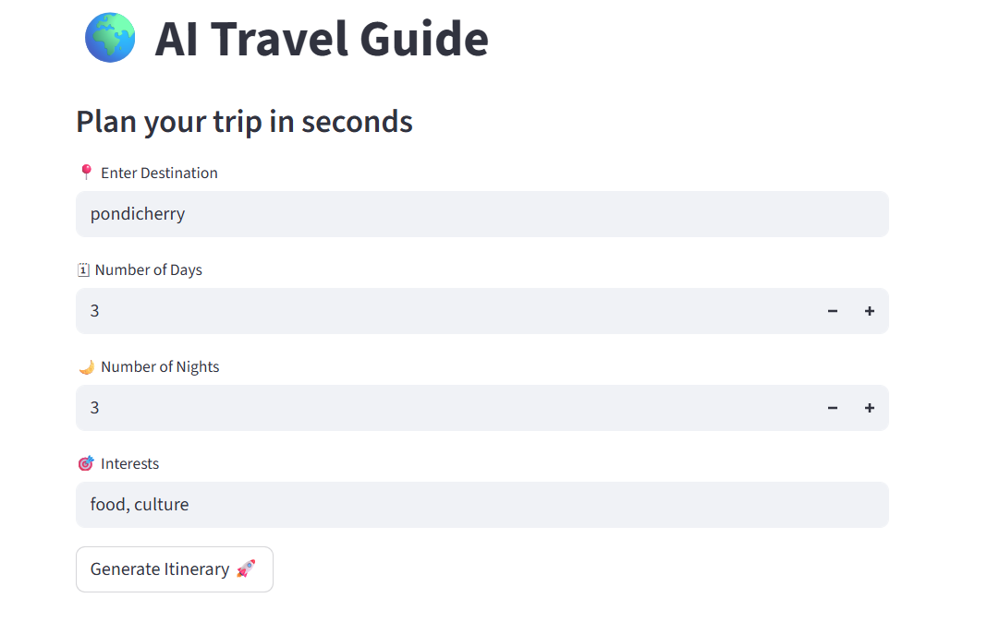 🌍 AI Travel Guide
Plan your trip in seconds
📍 Enter Destination
pondicherry
🗓️ Number of Days
3
🌙 Number of Nights
3
🎯 Interests
food, culture
Generate Itinerary 🚀